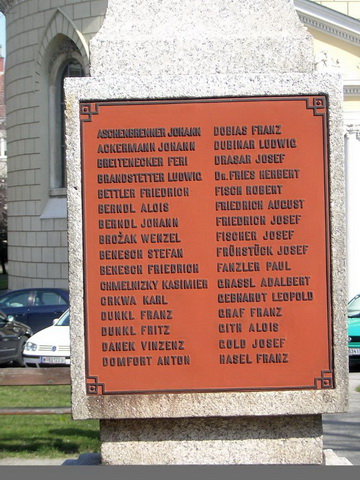 ASCHENBRENNER JOHANN
ACKERMANN JOHANN
BREITENECKER FERI
BRANDSTETTER LUDWIG
BETTLER FRIEDRICH
BERNDL ALOIS
BERNDL JOHANN
BROŻAK WENZEL
BENESCH STEFAN
BENESCH FRIEDRICH
CHMELNIZKY KASIMIER
CRKWA KARL
DUNKL FRANZ
DUNKL FRITZ
DANEK VINZENZ
DOMFORT ANTON
DOBIAS FRANZ
DUBINAR LUDWIG
DRASAR JOSEF
DR. FRIES HERBERT
FISCH ROBERT
FRIEDRICH AUGUST
FRIEDRICH JOSEF
FISCHER JOSEF
FRÜHSTÜCK JOSEF
FANZLER PAUL
GRASSL ADALBERT
GEBHARDT LEOPOLD
GRAF FRANZ
GITH ALOIS
GOLD JOSEF
HASEL FRANZ